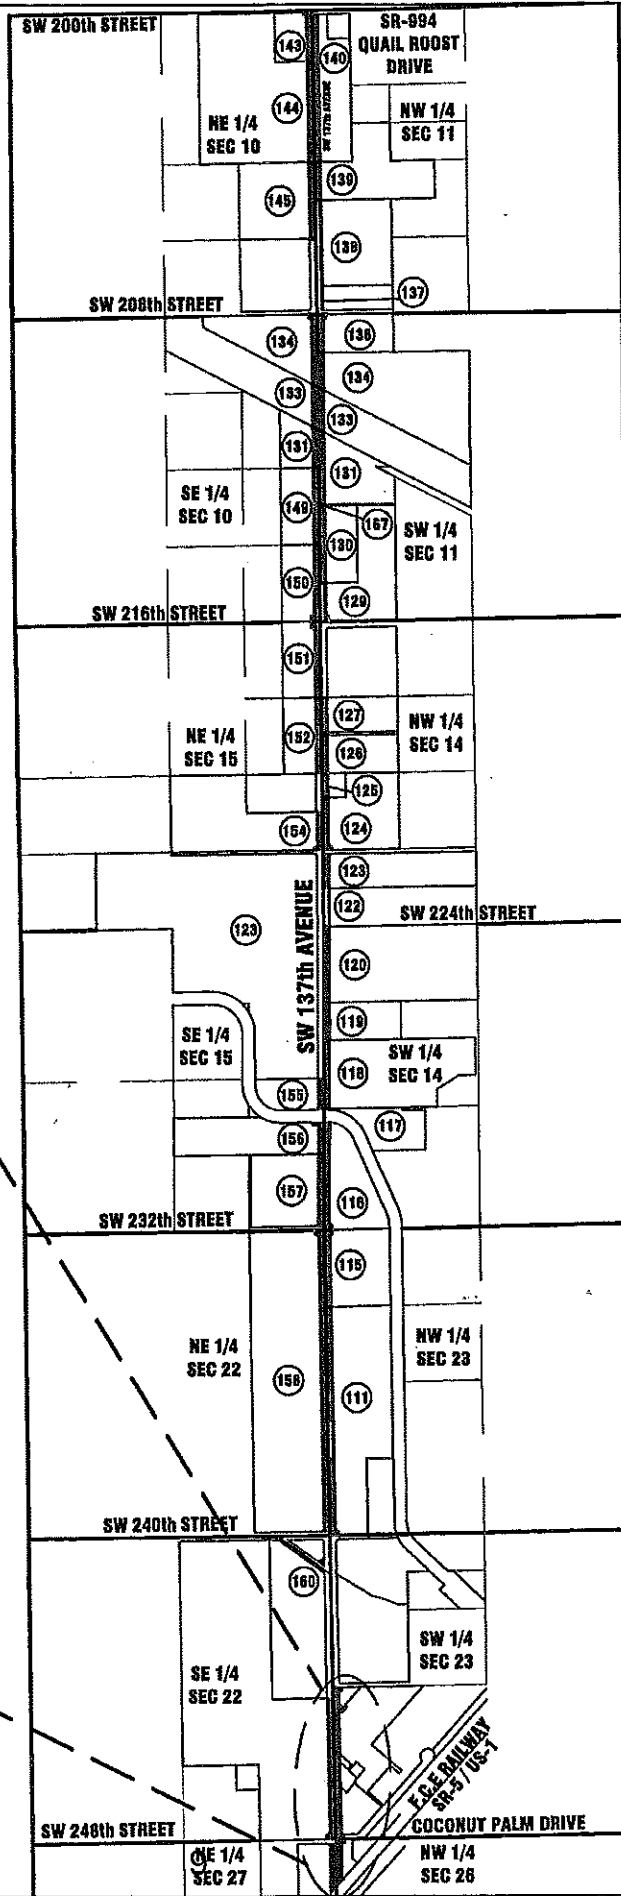 SW 200th STREET
SR-994
QUAIL ROOST
DRIVE
143
140
SW 137th AVENUE
144
NE 1/4
SEC 10
NW 1/4
SEC 11
139
145
138
137
SW 208th STREET
134
136
134
133
133
131
131
SE 1/4
SEC 10
149
167
SW 1/4
SEC 11
130
150
129
SW 216th STREET
151
127
NW 1/4
SEC 14
NE 1/4
SEC 15
152
126
125
154
124
123
122
SW 224th STREET
123
SW 137th AVENUE
120
119
SE 1/4
SEC 15
SW 1/4
SEC 14
118
155
117
156
157
116
SW 232th STREET
115
NE 1/4
SEC 22
NW 1/4
SEC 23
158
111
SW 240th STREET
160
SW 1/4
SEC 23
SE 1/4
SEC 22
F.C.E RAILWAY
SR-5 / US-1
SW 248th STREET
COCONUT PALM DRIVE
NE 1/4
SEC 27
NW 1/4
SEC 26